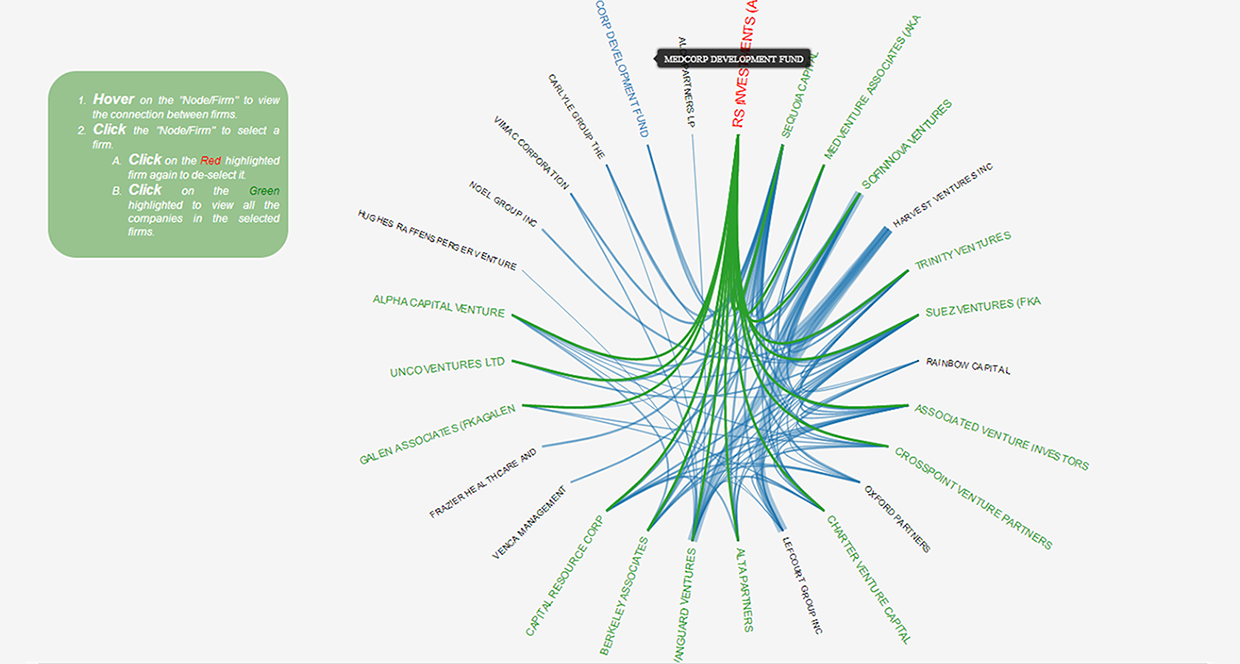 1. Hover on the "Node/Firm" to view
the connection between firms.
2. Click the "Node/Firm" to select a
firm.
A. Click on the Red highlighted
firm again to de-select it.
B. Click on the Green
highlighted to view all the
companies in the selected
firms.
CORP DEVELOPMENT FUND
PARTNERS LP
MEDCORP DEVELOPMENT FUND
RS INVESTMENTS (A
SEQUOIA CAPITAL
MEDVENTURE ASSOCIATES (AKA
SOFINNOVA VENTURES
HARVEST VENTURES INC
TRINITY VENTURES
SUEZ VENTURES (FKA
RAINBOW CAPITAL
ASSOCIATED VENTURE INVESTORS
CROSSPOINT VENTURE PARTNERS
OXFORD PARTNERS
CHARTER VENTURE CAPITAL
LEFCOURT GROUP INC
ALTA PARTNERS
VANGUARD VENTURES
BERKELEY ASSOCIATES
CAPITAL RESOURCE CORP
VENCA MANAGEMENT
FRAZIER HEALTHCARE AND
GALEN ASSOCIATES (FKAGALEN
UNCO VENTURES LTD
ALPHA CAPITAL VENTURE
HUGHES RAFFENSPERGER VENTURE
NOEL GROUP INC
VIMAC CORPORATION
CARLYLE GROUP THE